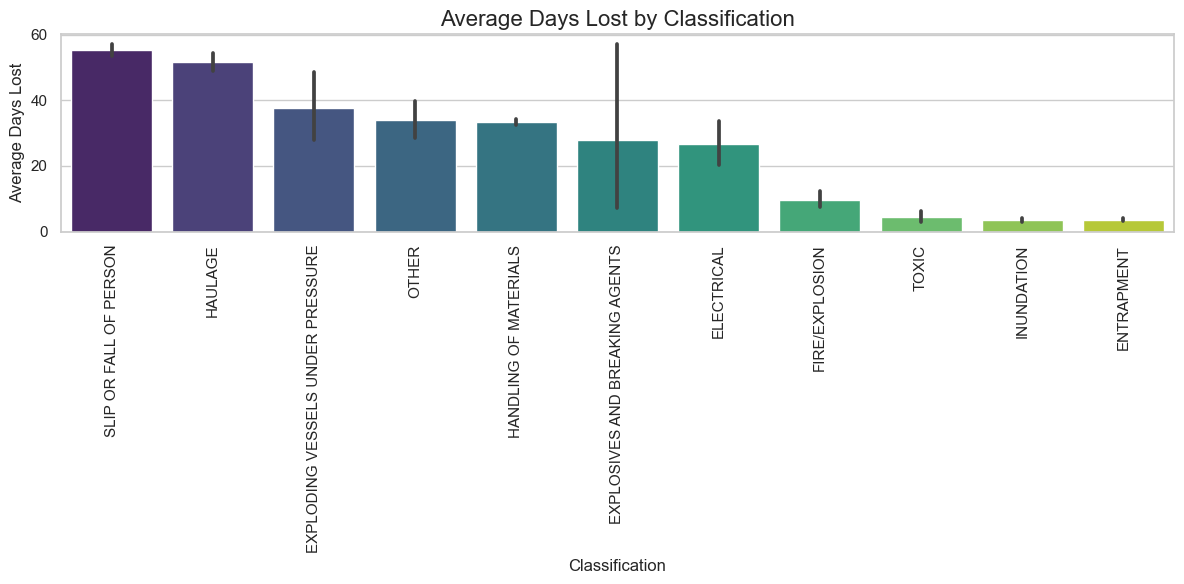 Average Days Lost by Classification
Average Days Lost
60
40
20
0
SLIP OR FALL OF PERSON
HAULAGE
EXPLODING VESSELS UNDER PRESSURE
OTHER
HANDLING OF MATERIALS
EXPLOSIVES AND BREAKING AGENTS
ELECTRICAL
FIRE/EXPLOSION
TOXIC
INUNDATION
ENTRAPMENT
Classification